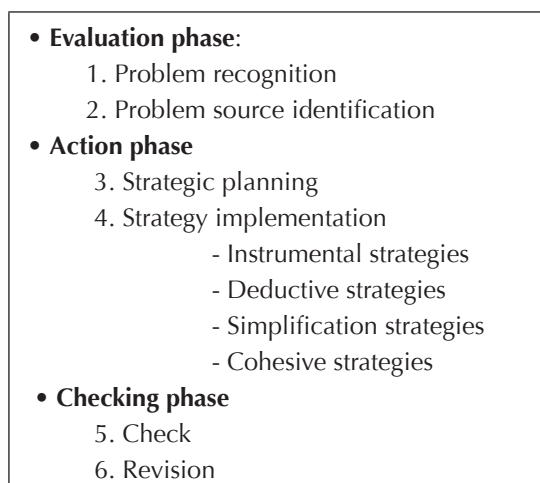 • Evaluation phase:
1. Problem recognition
2. Problem source identification
• Action phase
3. Strategic planning
4. Strategy implementation
- Instrumental strategies
- Deductive strategies
- Simplification strategies
- Cohesive strategies
• Checking phase
5. Check
6. Revision